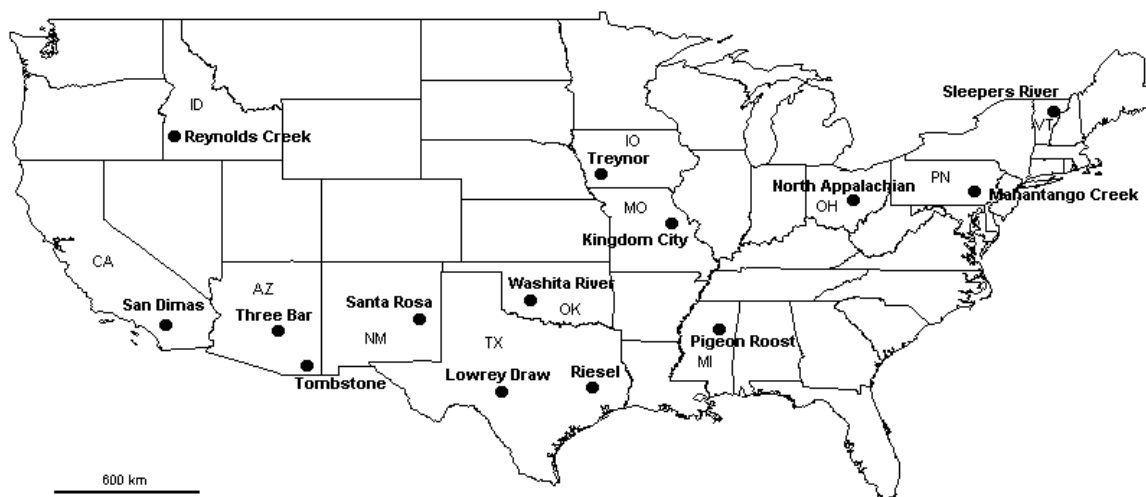 Sleepers River
VT
ID
Reynolds Creek
IO
Treynor
North Appalachian
OH
PN
Mahantango Creek
MO
Kingdom City
CA
AZ
San Dimas
Three Bar
Santa Rosa
NM
Washita River
OK
TX
Pigeon Roost
MI
Tombstone
Lowrey Draw
Riesel
600 km